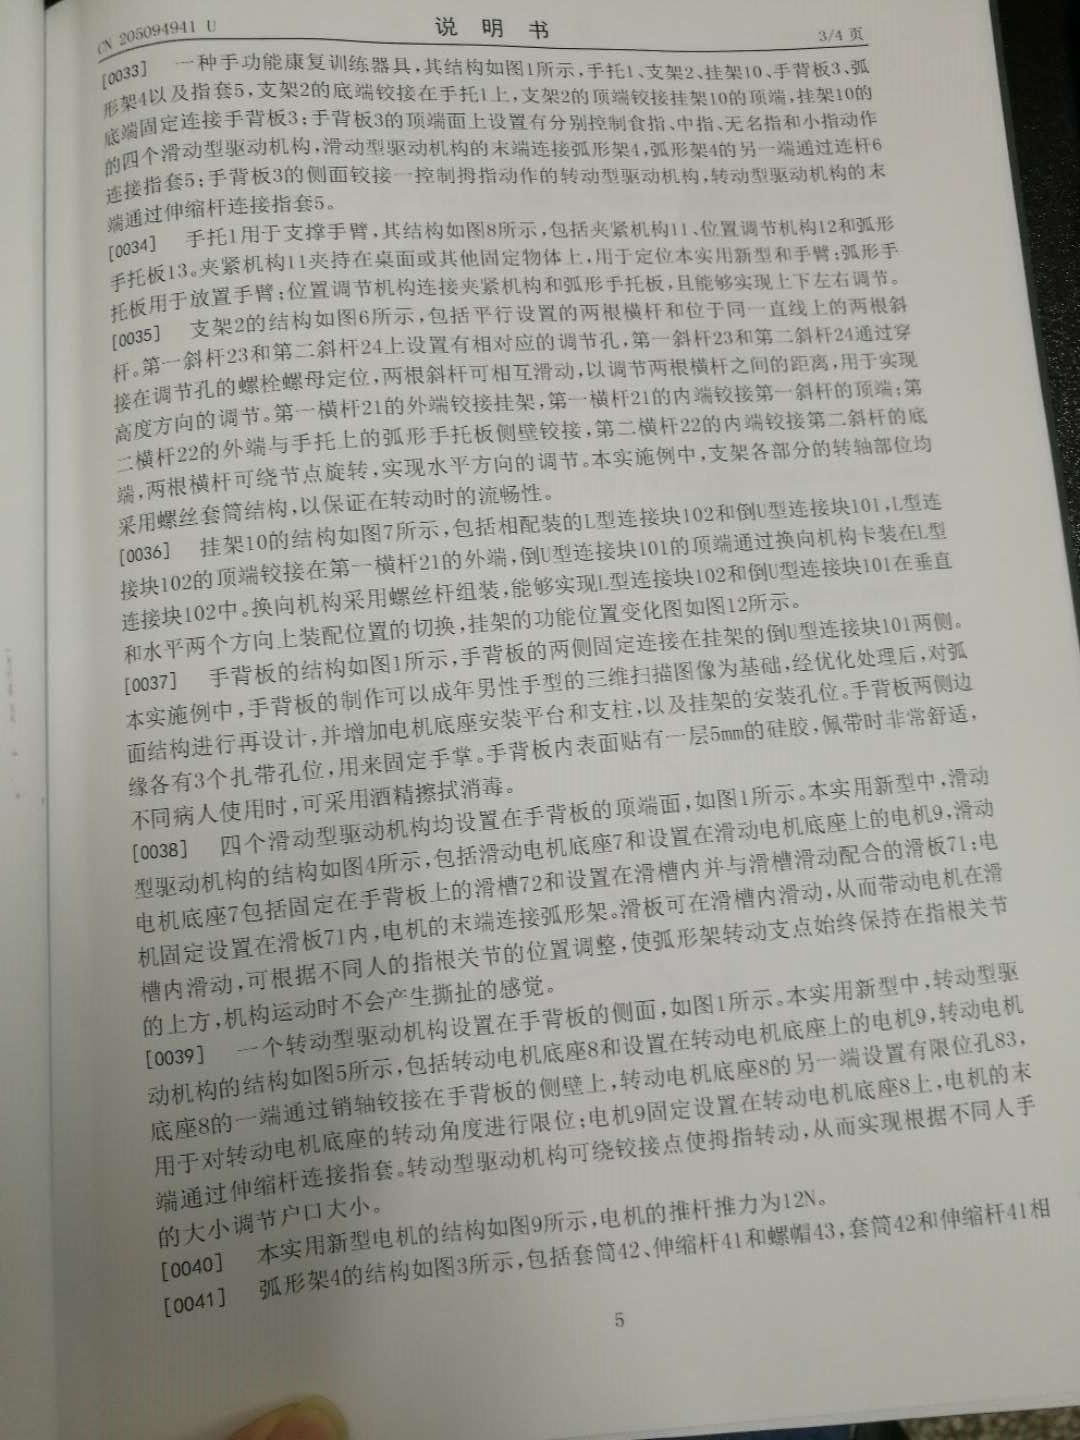 CN 205094941 U
说 明 书
3/4 页
[0033] 一种手功能康复训练器具,其结构如图1所示,手托1、支架2、挂架10、手背板3、弧
形架4以及指套5,支架2的底端铰接在手托1上,支架2的顶端铰接挂架10的顶端,挂架10的
底端固定连接手背板3;手背板3的顶端面上设置有分别控制食指、中指、无名指和小指动作
的四个滑动型驱动机构,滑动型驱动机构的末端连接弧形架4,弧形架4的另一端通过连杆6
连接指套5;手背板3的侧面铰接一控制拇指动作的转动型驱动机构,转动型驱动机构的末
端通过伸缩杆连接指套5。
[0034] 手托1用于支撑手臂,其结构如图8所示,包括夹紧机构11、位置调节机构12和弧形
手托板13。夹紧机构11夹持在桌面或其他固定物体上,用于定位本实用新型和手臂;弧形手
托板用于放置手臂;位置调节机构连接夹紧机构和弧形手托板,且能够实现上下左右调节。
[0035] 支架2的结构如图6所示,包括平行设置的两根横杆和位于同一直线上的两根斜
杆。第一斜杆23和第二斜杆24上设置有相对应的调节孔,第一斜杆23和第二斜杆24通过穿
接在调节孔的螺栓螺母定位,两根斜杆可相互滑动,以调节两根横杆之间的距离,用于实现
高度方向的调节。第一横杆21的外端铰接挂架,第一横杆21的内端铰接第一斜杆的顶端;第
二横杆22的外端与手托上的弧形手托板侧壁铰接,第二横杆22的内端铰接第二斜杆的底
端,两根横杆可绕节点旋转,实现水平方向的调节。本实施例中,支架各部分的转轴部位均
采用螺丝套筒结构,以保证在转动时的流畅性。
[0036] 挂架10的结构如图7所示,包括相配装的L型连接块102和倒U型连接块101,L型连
接块102的顶端铰接在第一横杆21的外端,倒U型连接块101的顶端通过换向机构卡装在L型
连接块102中。换向机构采用螺丝杆组装,能够实现L型连接块102和倒U型连接块101在垂直
和水平两个方向上装配位置的切换,挂架的功能位置变化图如图12所示。
[0037] 手背板的结构如图1所示,手背板的两侧固定连接在挂架的倒U型连接块101两侧。
本实施例中,手背板的制作可以成年男性手型的三维扫描图像为基础,经优化处理后,对弧
面结构进行再设计,并增加电机底座安装平台和支柱,以及挂架的安装孔位。手背板两侧边
缘各有3个扎带孔位,用来固定手掌。手背板内表面贴有一层5mm的硅胶,佩带时非常舒适,
不同病人使用时,可采用酒精擦拭消毒。
[0038] 四个滑动型驱动机构均设置在手背板的顶端面,如图1所示。本实用新型中,滑动
型驱动机构的结构如图4所示,包括滑动电机底座7和设置在滑动电机底座上的电机9,滑动
电机底座7包括固定在手背板上的滑槽72和设置在滑槽内并与滑槽滑动配合的滑板71;电
机固定设置在滑板71内,电机的末端连接弧形架。滑板可在滑槽内滑动,从而带动电机在滑
槽内滑动,可根据不同人的指根关节的位置调整,使弧形架转动支点始终保持在指根关节
的上方,机构运动时不会产生撕扯的感觉。
[0039] 一个转动型驱动机构设置在手背板的侧面,如图1所示。本实用新型中,转动型驱
动机构的结构如图5所示,包括转动电机底座8和设置在转动电机底座上的电机9,转动电机
底座8的一端通过销轴铰接在手背板的侧壁上,转动电机底座8的另一端设置有限位孔83,
用于对转动电机底座的转动角度进行限位;电机9固定设置在转动电机底座8上,电机的末
端通过伸缩杆连接指套。转动型驱动机构可绕铰接点使拇指转动,从而实现根据不同人手
的大小调节户口大小。
[0040] 本实用新型电机的结构如图9所示,电机的推杆推力为12N。
[0041] 弧形架4的结构如图3所示,包括套筒42、伸缩杆41和螺帽43,套筒42和伸缩杆41相
5